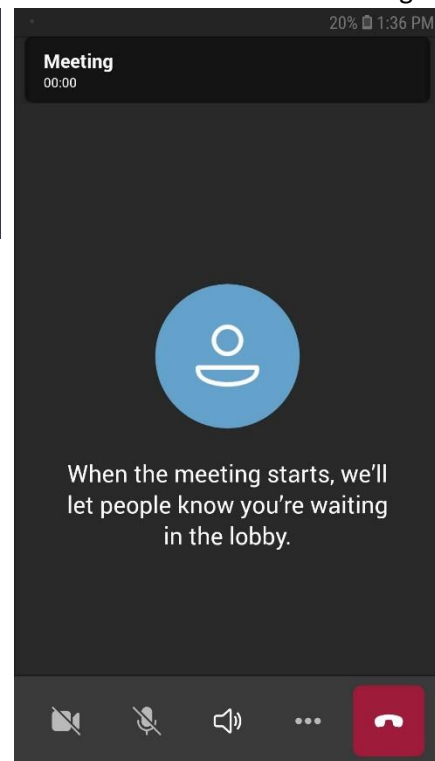 20% 1:36 PM
Meeting
00:00
When the meeting starts, we'll
let people know you're waiting
in the lobby.